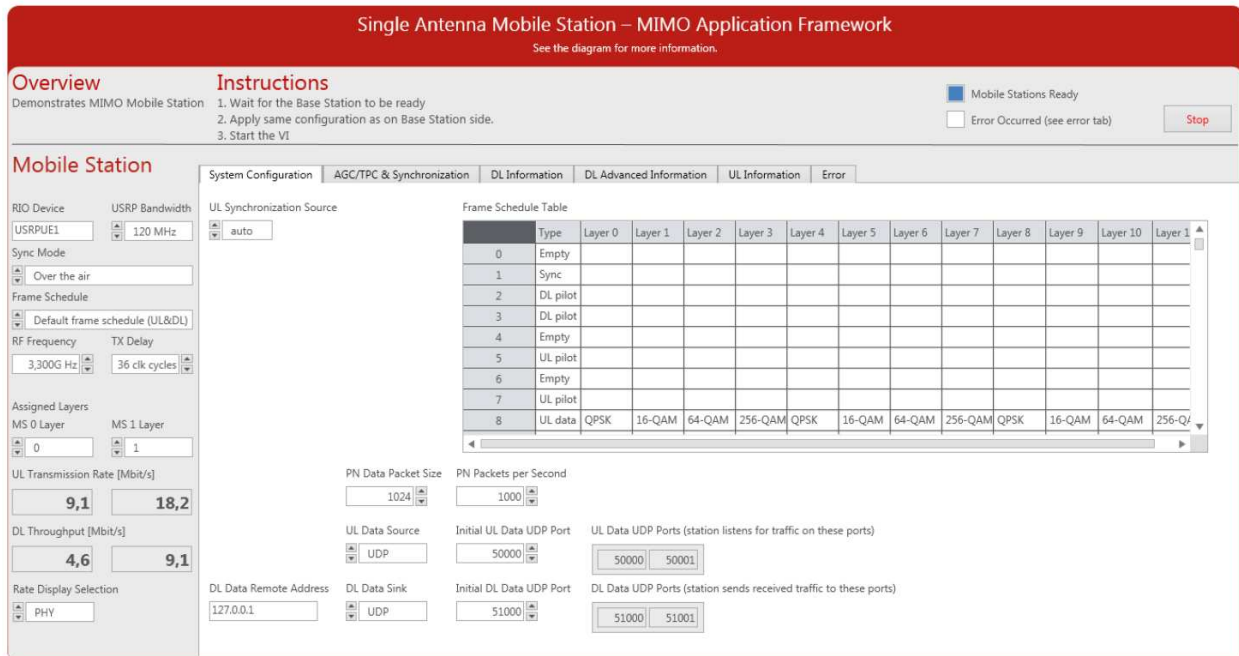 Single Antenna Mobile Station – MIMO Application Framework
See the diagram for more information.
Overview
Demonstrates MIMO Mobile Station
Instructions
1. Wait for the Base Station to be ready
2. Apply same configuration as on Base Station side.
3. Start the VI
Mobile Stations Ready
Error Occurred (see error tab)
Stop
Mobile Station
System Configuration AGC/TPC & Synchronization DL Information DL Advanced Information UL Information Error
RIO Device USRP Bandwidth
USRPUE1 120 MHz
Sync Mode
Over the air
Frame Schedule
Default frame schedule (UL&DL)
RF Frequency TX Delay
3,300G Hz 36 clk cycles
Assigned Layers
MS 0 Layer MS 1 Layer
0 1
UL Transmission Rate [Mbit/s]
9,1 18,2
DL Throughput [Mbit/s]
4,6 9,1
Rate Display Selection
PHY
UL Synchronization Source
auto
Frame Schedule Table
Type Layer 0 Layer 1 Layer 2 Layer 3 Layer 4 Layer 5 Layer 6 Layer 7 Layer 8 Layer 9 Layer 10 Layer 1
0 Empty
1 Sync
2 DL pilot
3 DL pilot
4 Empty
5 UL pilot
6 Empty
7 UL pilot
8 UL data QPSK 16-QAM 64-QAM 256-QAM QPSK 16-QAM 64-QAM 256-QAM QPSK 16-QAM 64-QAM 256-QA
PN Data Packet Size PN Packets per Second
1024 1000
UL Data Source Initial UL Data UDP Port UL Data UDP Ports (station listens for traffic on these ports)
UDP 50000 50000 50001
DL Data Remote Address DL Data Sink Initial DL Data UDP Port DL Data UDP Ports (station sends received traffic to these ports)
127.0.0.1 UDP 51000 51000 51001